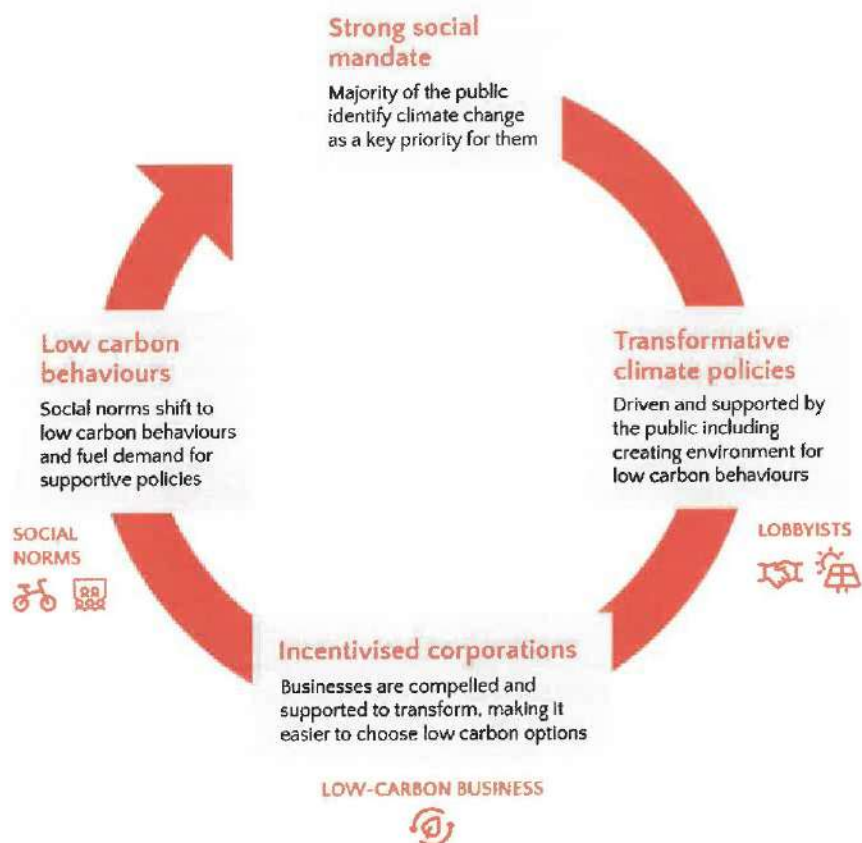 Strong social
mandate
Majority of the public
identify climate change
as a key priority for them
Transformative
climate policies
Driven and supported by
the public including
creating environment for
low carbon behaviours
LOBBYISTS
Incentivised corporations
Businesses are compelled and
supported to transform, making it
easier to choose low carbon options
LOW-CARBON BUSINESS
Low carbon
behaviours
Social norms shift to
low carbon behaviours
and fuel demand for
supportive policies
SOCIAL
NORMS